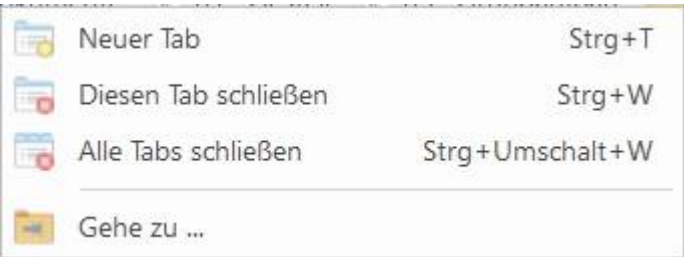 Neuer Tab Strg+T
Diesen Tab schließen Strg+W
Alle Tabs schließen Strg+Umschalt+W
Gehe zu ...